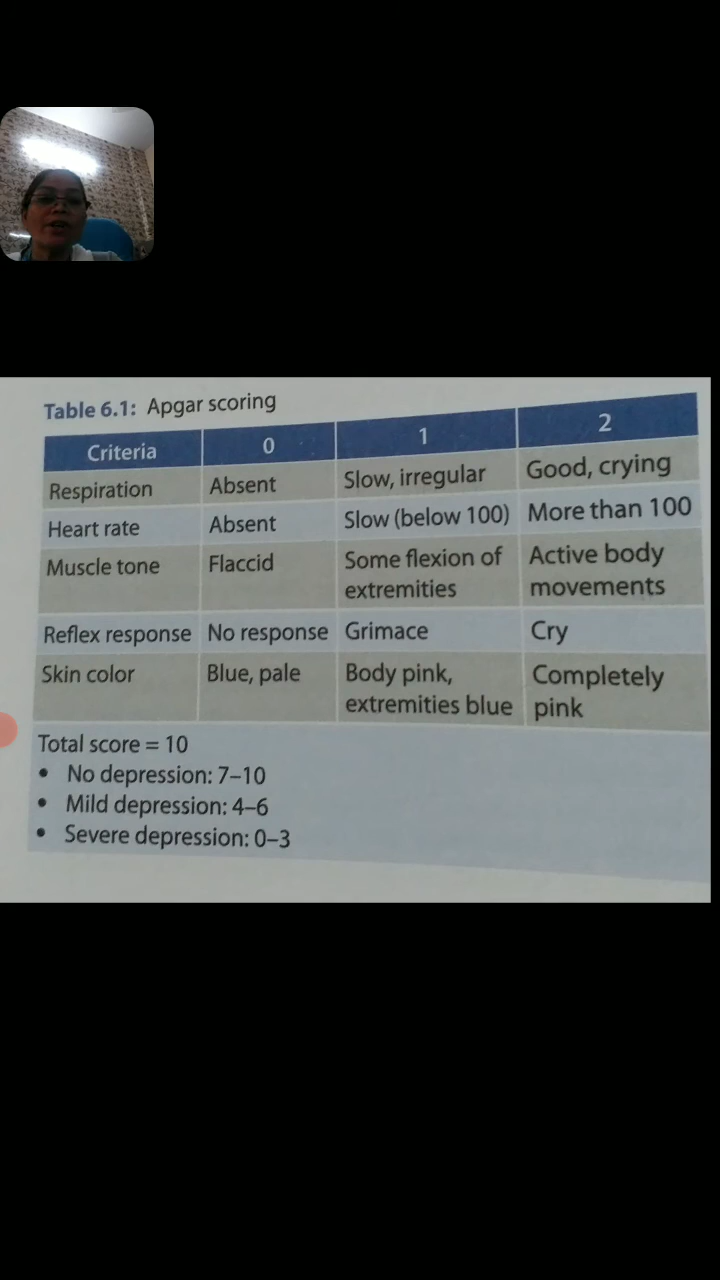 Table 6.1: Apgar scoring
Criteria 0 1 2
Respiration Absent Slow, irregular Good, crying
Heart rate Absent Slow (below 100) More than 100
Muscle tone Flaccid Some flexion of extremities Active body movements
Reflex response No response Grimace Cry
Skin color Blue, pale Body pink, extremities blue Completely pink
Total score = 10
• No depression: 7–10
• Mild depression: 4–6
• Severe depression: 0–3